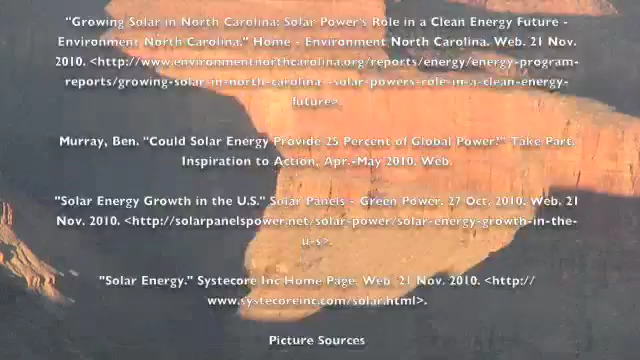 "Growing Solar in North Carolina: Solar Power's Role in a Clean Energy Future -
Environment North Carolina." Home - Environment North Carolina. Web. 21 Nov.
2010. <http://www.environmentnorthcarolina.org/reports/energy/energy-program-
reports/growing-solar-in-north-carolina--solar-powers-role-in-a-clean-energy-
future>.
Murray, Ben. "Could Solar Energy Provide 25 Percent of Global Power?" Take Part.
Inspiration to Action, Apr.-May 2010. Web.
"Solar Energy Growth in the U.S." Solar Panels - Green Power. 27 Oct. 2010. Web. 21
Nov. 2010. <http://solarpanelspower.net/solar-power/solar-energy-growth-in-the-
u-s>.
"Solar Energy." Systecore Inc Home Page. Web. 21 Nov. 2010. <http://
www.systecoreinc.com/solar.html>.
Picture Sources